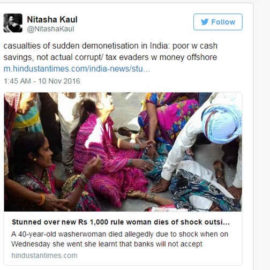 Nitasha Kaul
@NitashaKaul
Follow
casualties of sudden demonetisation in India: poor w cash
savings, not actual corrupt/ tax evaders w money offshore
m.hindustantimes.com/india-news/stu...
1:45 AM - 10 Nov 2016
Stunned over new Rs 1,000 rule woman dies of shock outsi...
A 40-year-old washerwoman died allegedly due to shock when on
Wednesday she went she learnt that banks will not accept
hindustantimes.com